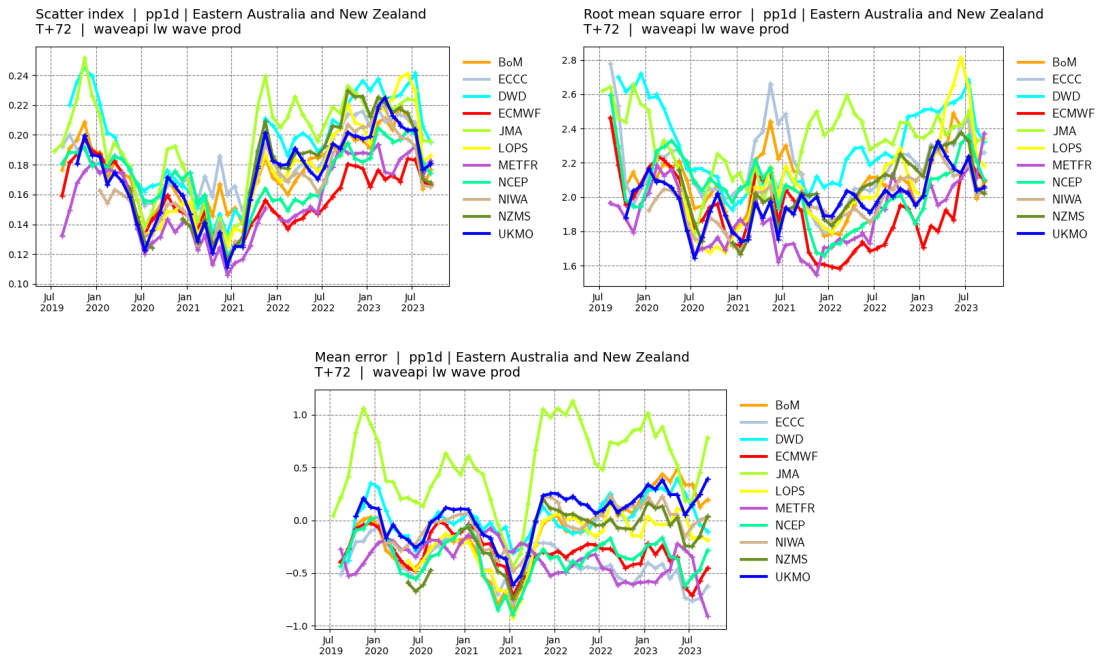 Scatter index | pp1d | Eastern Australia and New Zealand
T+72 | waveapi lw wave prod
0.24
0.22
0.20
0.18
0.16
0.14
0.12
0.10
Jul 2019
Jan 2020
Jul 2020
Jan 2021
Jul 2021
Jan 2022
Jul 2022
Jan 2023
Jul 2023
BoM
ECCC
DWD
ECMWF
JMA
LOPS
METFR
NCEP
NIWA
NZMS
UKMO
Root mean square error | pp1d | Eastern Australia and New Zealand
T+72 | waveapi lw wave prod
2.8
2.6
2.4
2.2
2.0
1.8
1.6
Jul 2019
Jan 2020
Jul 2020
Jan 2021
Jul 2021
Jan 2022
Jul 2022
Jan 2023
Jul 2023
BoM
ECCC
DWD
ECMWF
JMA
LOPS
METFR
NCEP
NIWA
NZMS
UKMO
Mean error | pp1d | Eastern Australia and New Zealand
T+72 | waveapi lw wave prod
1.0
0.5
0.0
−0.5
−1.0
Jul 2019
Jan 2020
Jul 2020
Jan 2021
Jul 2021
Jan 2022
Jul 2022
Jan 2023
Jul 2023
BoM
ECCC
DWD
ECMWF
JMA
LOPS
METFR
NCEP
NIWA
NZMS
UKMO